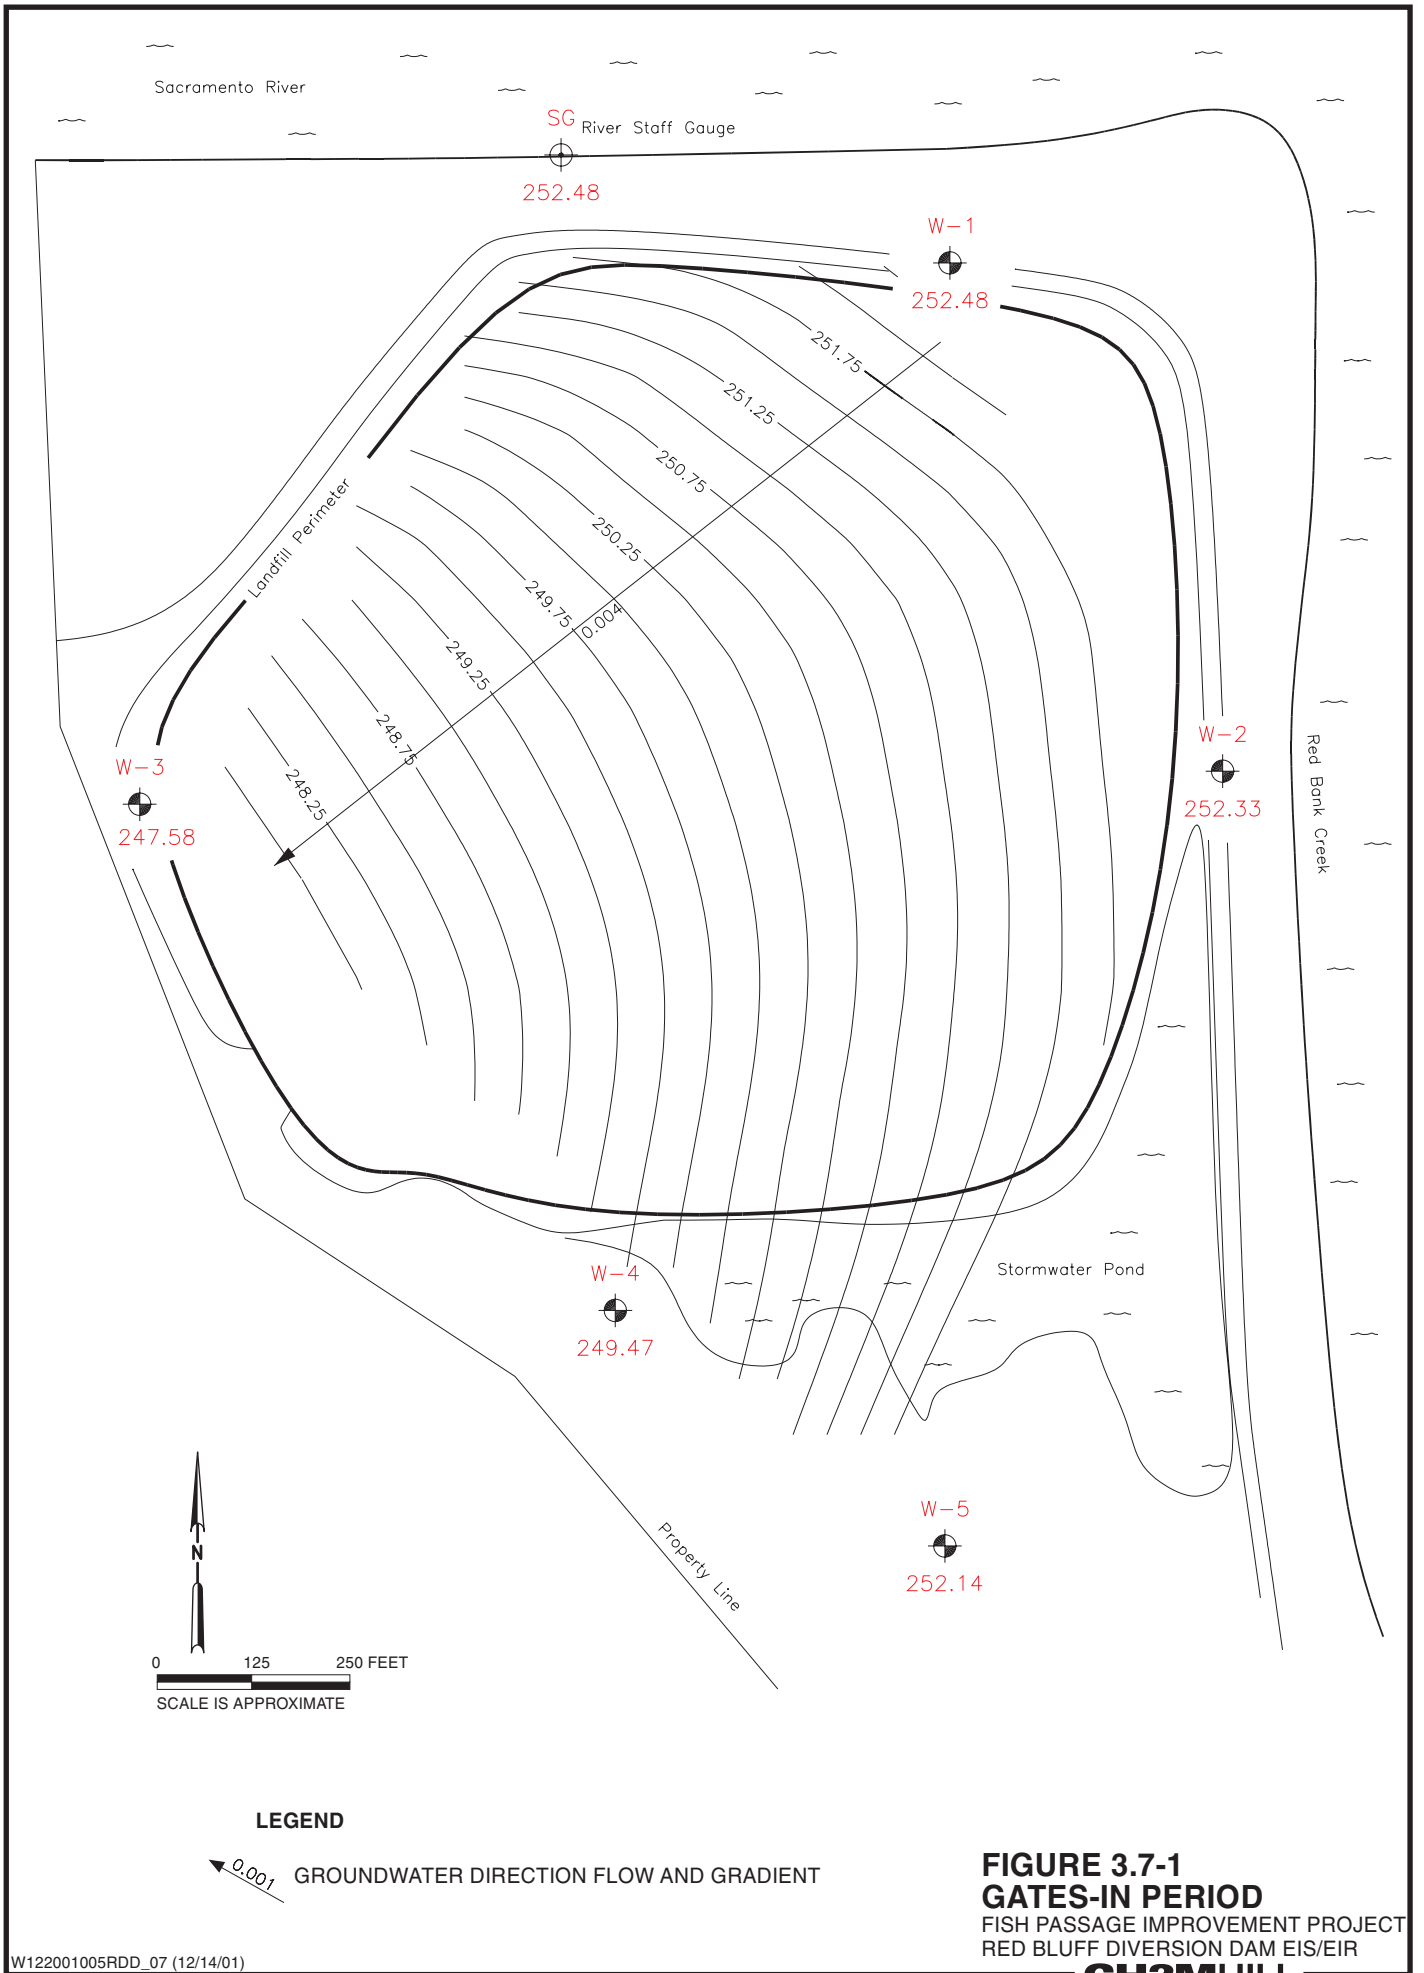 Sacramento River
SG
River Staff Gauge
252.48
W-1
252.48
251.75
251.25
250.75
250.25
249.75
0.004
249.25
248.75
248.25
Landfill Perimeter
W-2
252.33
Red Bank Creek
W-3
247.58
Stormwater Pond
W-4
249.47
W-5
252.14
Property Line
N
0 125 250 FEET
SCALE IS APPROXIMATE
LEGEND
0.001
GROUNDWATER DIRECTION FLOW AND GRADIENT
FIGURE 3.7-1
GATES-IN PERIOD
FISH PASSAGE IMPROVEMENT PROJECT
RED BLUFF DIVERSION DAM EIS/EIR
W122001005RDD_07 (12/14/01)
CH2MHILL